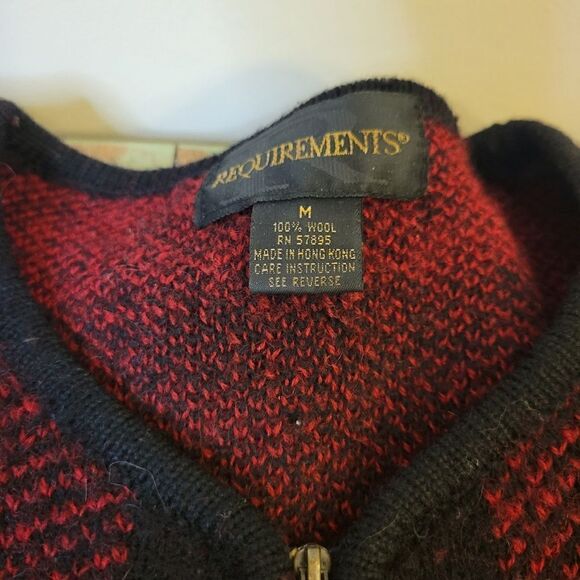 REQUIREMENTS®
M
100% WOOL
RN 57895
MADE IN HONG KONG
CARE INSTRUCTION
SEE REVERSE